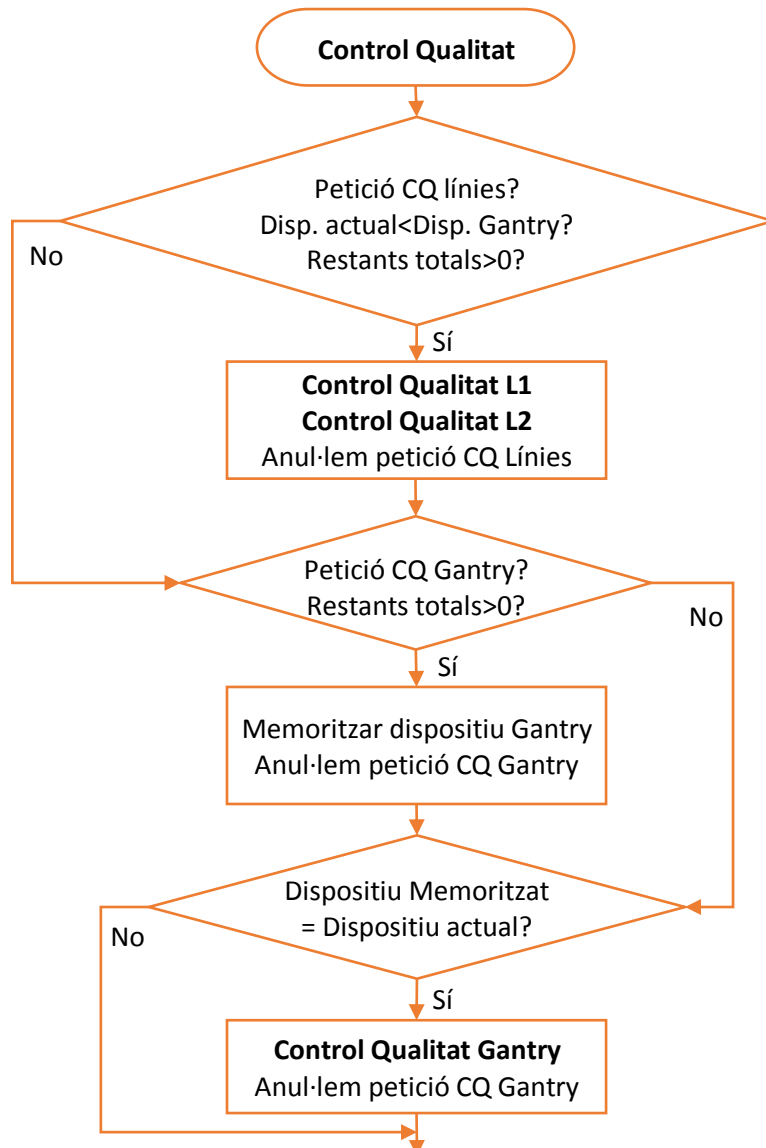 Control Qualitat
Petició CQ línies?
Disp. actual<Disp. Gantry?
Restants totals>0?
No
Sí
Control Qualitat L1
Control Qualitat L2
Anul·lem petició CQ Línies
Petició CQ Gantry?
Restants totals>0?
No
Sí
Memoritzar dispositiu Gantry
Anul·lem petició CQ Gantry
Dispositiu Memoritzat
= Dispositiu actual?
No
Sí
Control Qualitat Gantry
Anul·lem petició CQ Gantry